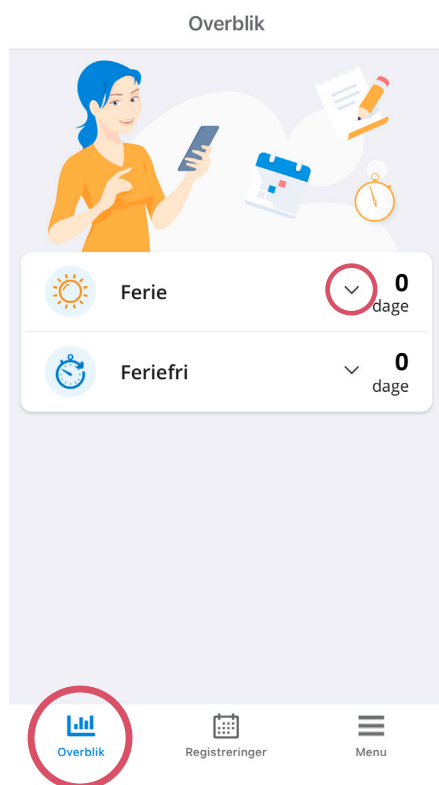 Overblik
Ferie
0
dage
Feriefri
0
dage
Overblik
Registreringer
Menu